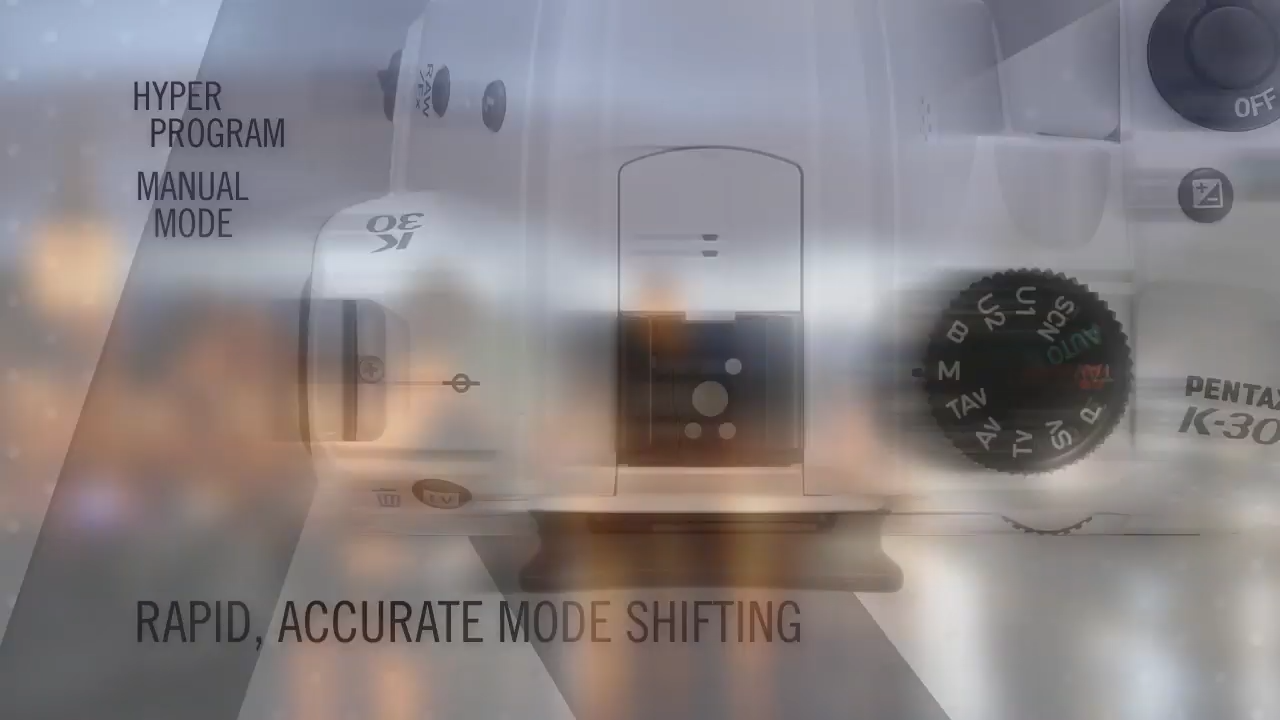 HYPER
PROGRAM
MANUAL
MODE
RAW
/Fx
K
30
OFF
U1
U2
SCN
B
AUTO
M
TAv
Av
TV
Sv
P
PENTAX
K-30
LV
RAPID, ACCURATE MODE SHIFTING